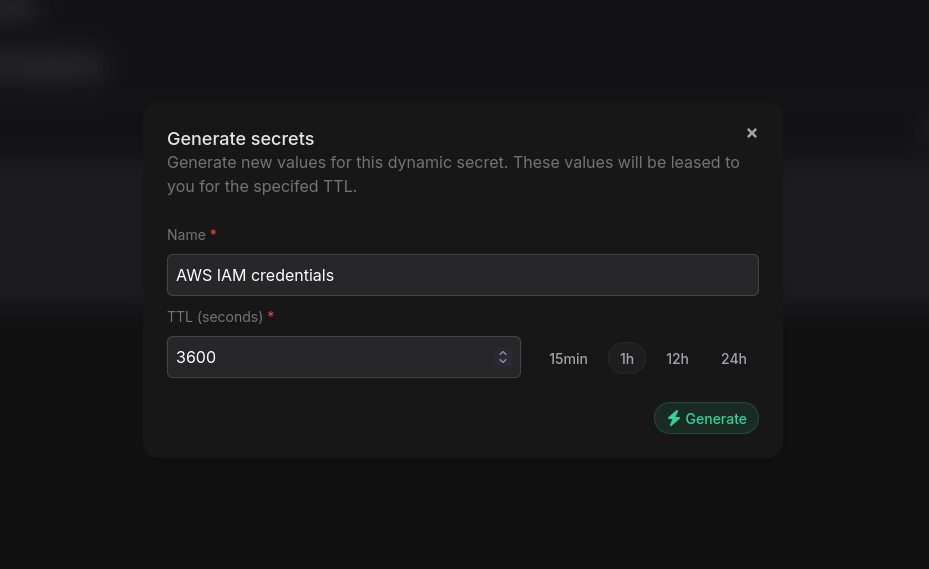 Generate secrets
Generate new values for this dynamic secret. These values will be leased to
you for the specifed TTL.
Name *
AWS IAM credentials
TTL (seconds) *
3600
15min
1h
12h
24h
Generate